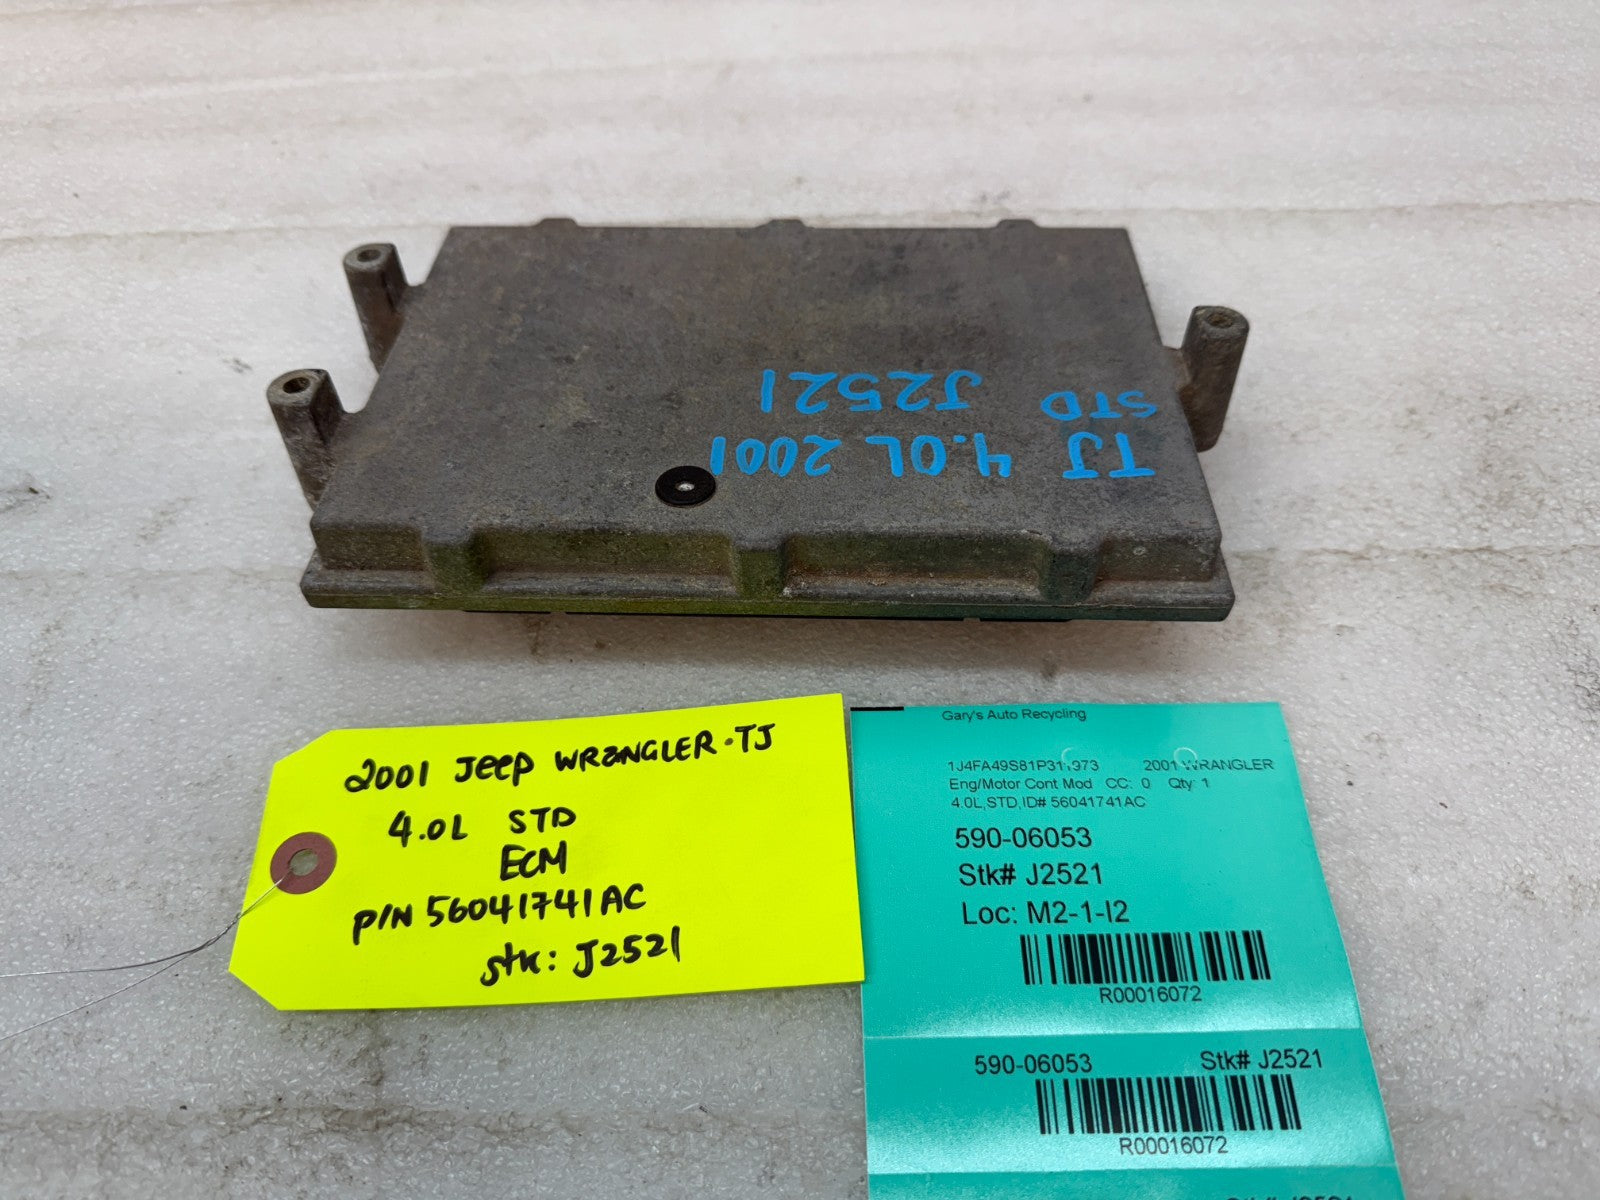 TJ 4.0L 2001
STD J2521
2001 Jeep WRANGLER-TJ
4.0L STD
ECM
P/N 56041741AC
stk: J2521
Gary's Auto Recycling
2001 WRANGLER
Eng/Motor Cont Mod CC: 0 Qty: 1
4.0L,STD,ID# 56041741AC
590-06053
Stk# J2521
Loc: M2-1-I2
R00016072
590-06053 Stk# J2521
R00016072